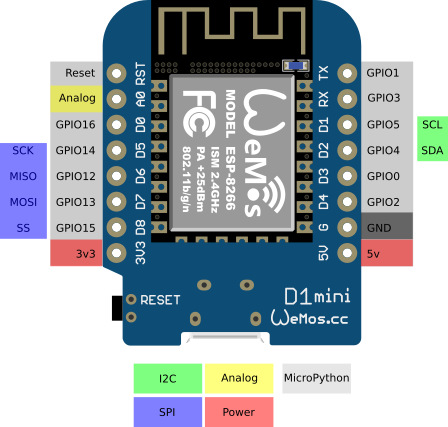 Reset RST TX GPIO1
Analog A0 RX GPIO3
GPIO16 D0 D1 GPIO5 SCL
SCK GPIO14 D5 D2 GPIO4 SDA
MISO GPIO12 D6 D3 GPIO0
MOSI GPIO13 D7 D4 GPIO2
SS GPIO15 D8 G GND
3v3 3V3 5V 5v
WeMos
MODEL ESP-8266
ISM 2.4GHz
PA +25dBm
802.11b/g/n
FC
RESET
D1 mini
WeMos.cc
I2C Analog MicroPython
SPI Power